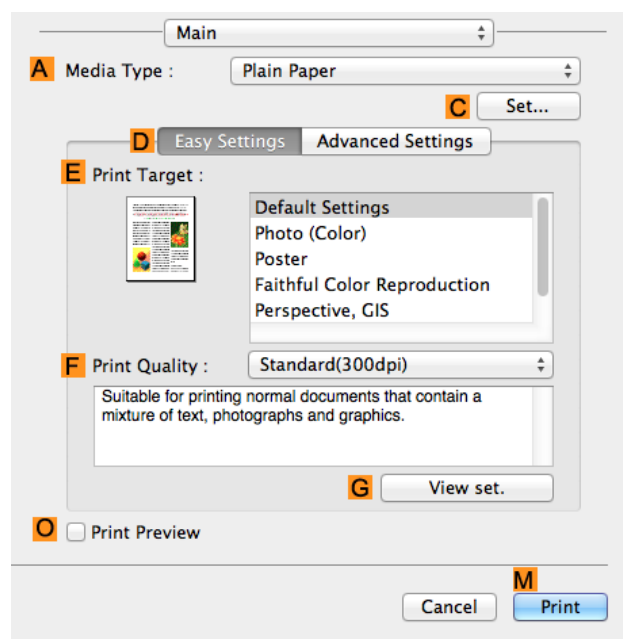 Main
A Media Type : Plain Paper
C Set...
D Easy Settings Advanced Settings
E Print Target :
Default Settings
Photo (Color)
Poster
Faithful Color Reproduction
Perspective, GIS
F Print Quality : Standard(300dpi)
Suitable for printing normal documents that contain a
mixture of text, photographs and graphics.
G View set.
O Print Preview
M
Cancel Print